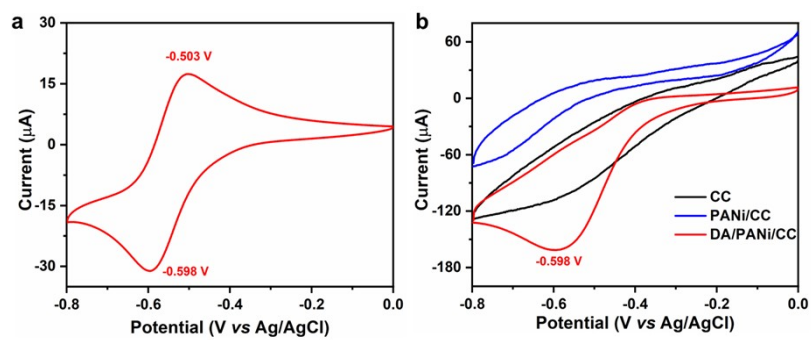 a
30
15
0
-15
-30
Current (μA)
-0.503 V
-0.598 V
-0.8 -0.6 -0.4 -0.2 0.0
Potential (V vs Ag/AgCl)
b
60
0
-60
-120
-180
Current (μA)
CC
PANi/CC
DA/PANi/CC
-0.598 V
-0.8 -0.6 -0.4 -0.2 0.0
Potential (V vs Ag/AgCl)